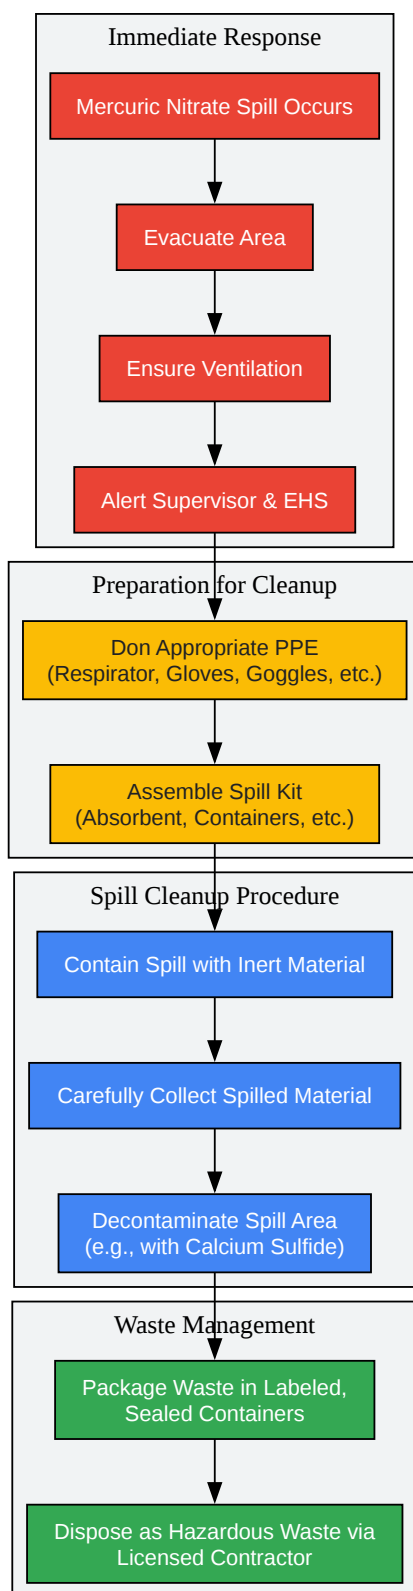 Immediate Response
Mercuric Nitrate Spill Occurs
Evacuate Area
Ensure Ventilation
Alert Supervisor & EHS
Preparation for Cleanup
Don Appropriate PPE
(Respirator, Gloves, Goggles, etc.)
Assemble Spill Kit
(Absorbent, Containers, etc.)
Spill Cleanup Procedure
Contain Spill with Inert Material
Carefully Collect Spilled Material
Decontaminate Spill Area
(e.g., with Calcium Sulfide)
Waste Management
Package Waste in Labeled,
Sealed Containers
Dispose as Hazardous Waste via
Licensed Contractor